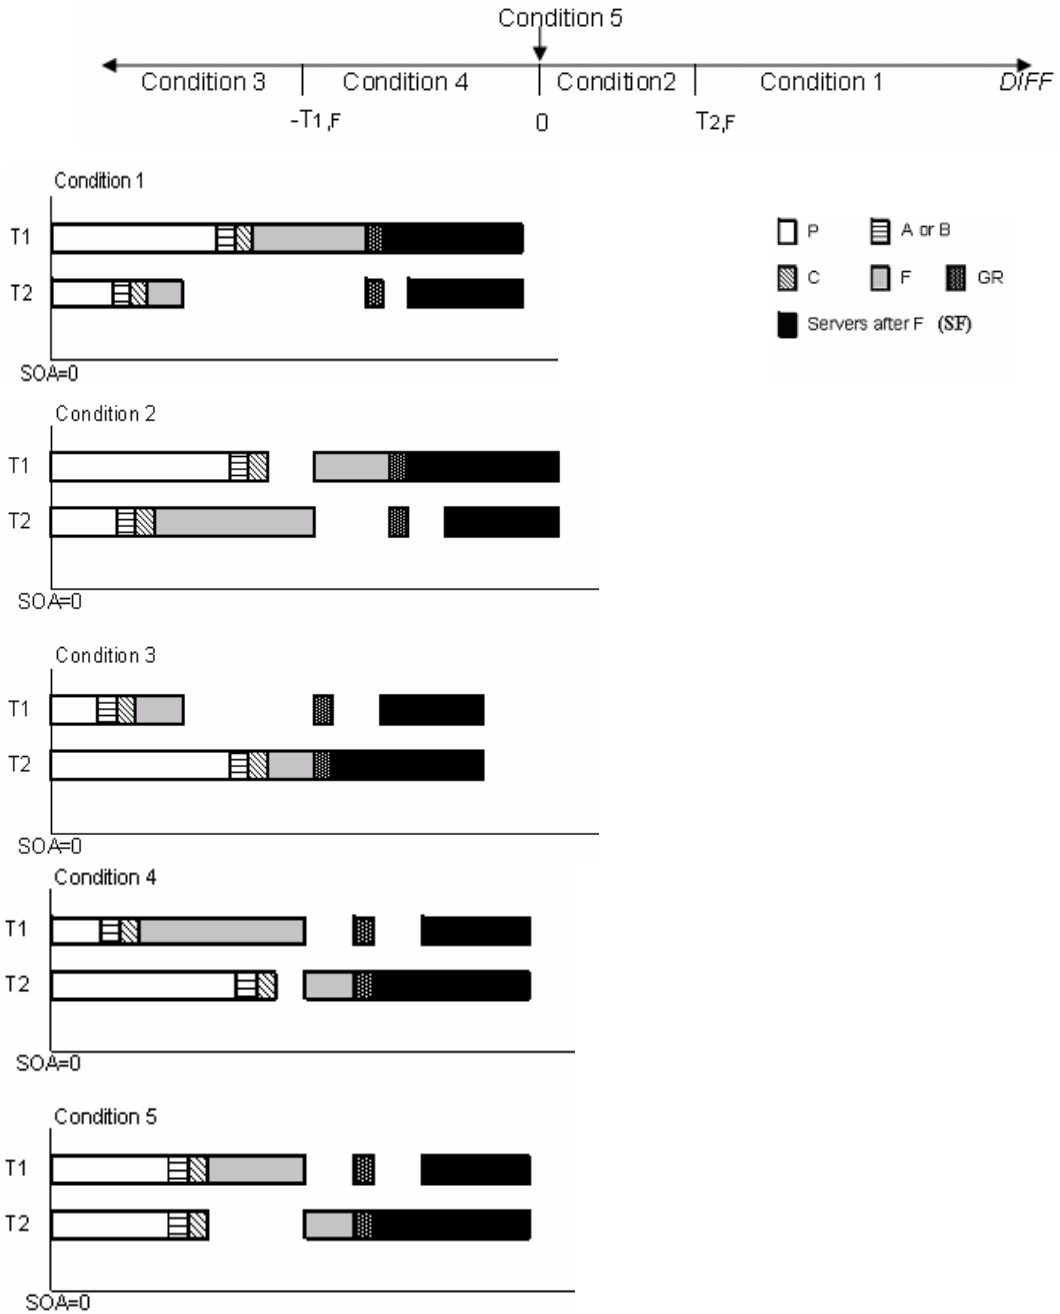 Condition 5
Condition 3 Condition 4 Condition2 Condition 1 DIFF
-T1,F 0 T2,F
Condition 1
T1
T2
SOA=0
P A or B
C F GR
Servers after F (SF)
Condition 2
T1
T2
SOA=0
Condition 3
T1
T2
SOA=0
Condition 4
T1
T2
SOA=0
Condition 5
T1
T2
SOA=0